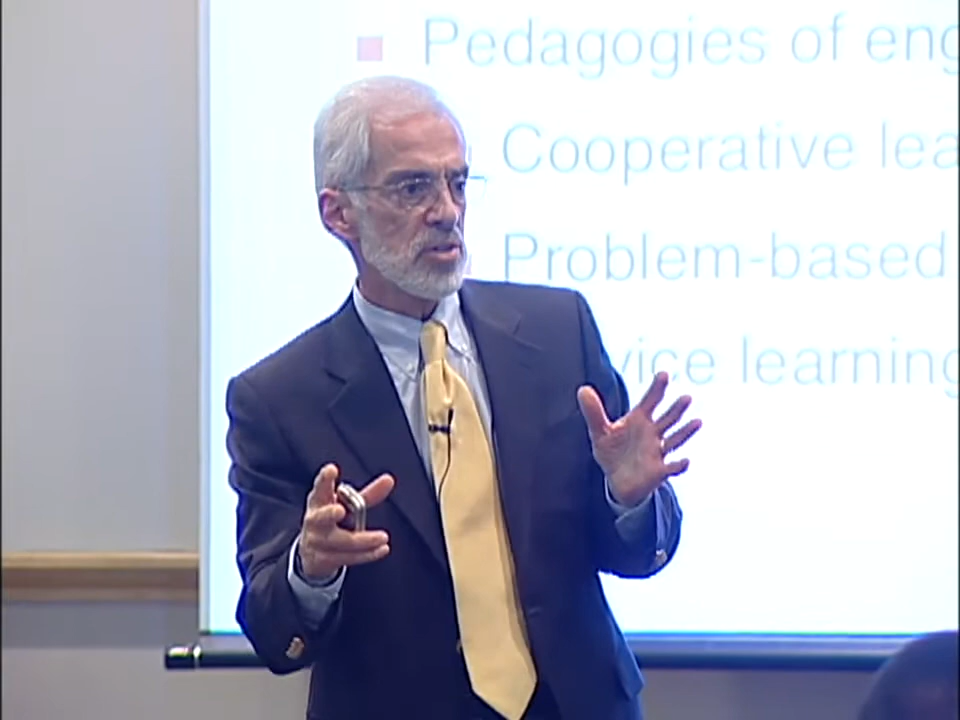 Pedagogies of eng
Cooperative lea
Problem-based
vice learning